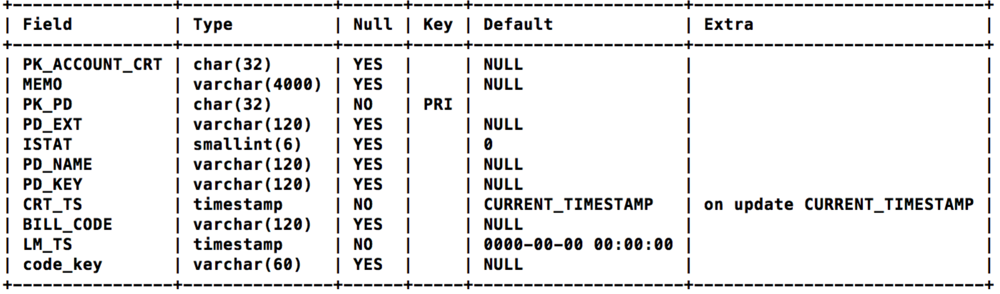 +----------------+---------------+------+-----+---------------------+-----------------------------+
| Field          | Type          | Null | Key | Default             | Extra                       |
+----------------+---------------+------+-----+---------------------+-----------------------------+
| PK_ACCOUNT_CRT | char(32)      | YES  |     | NULL                |                             |
| MEMO           | varchar(4000) | YES  |     | NULL                |                             |
| PK_PD          | char(32)      | NO   | PRI |                     |                             |
| PD_EXT         | varchar(120)  | YES  |     | NULL                |                             |
| ISTAT          | smallint(6)   | YES  |     | 0                   |                             |
| PD_NAME        | varchar(120)  | YES  |     | NULL                |                             |
| PD_KEY         | varchar(120)  | YES  |     | NULL                |                             |
| CRT_TS         | timestamp     | NO   |     | CURRENT_TIMESTAMP   | on update CURRENT_TIMESTAMP |
| BILL_CODE      | varchar(120)  | YES  |     | NULL                |                             |
| LM_TS          | timestamp     | NO   |     | 0000-00-00 00:00:00 |                             |
| code_key       | varchar(60)   | YES  |     | NULL                |                             |
+----------------+---------------+------+-----+---------------------+-----------------------------+